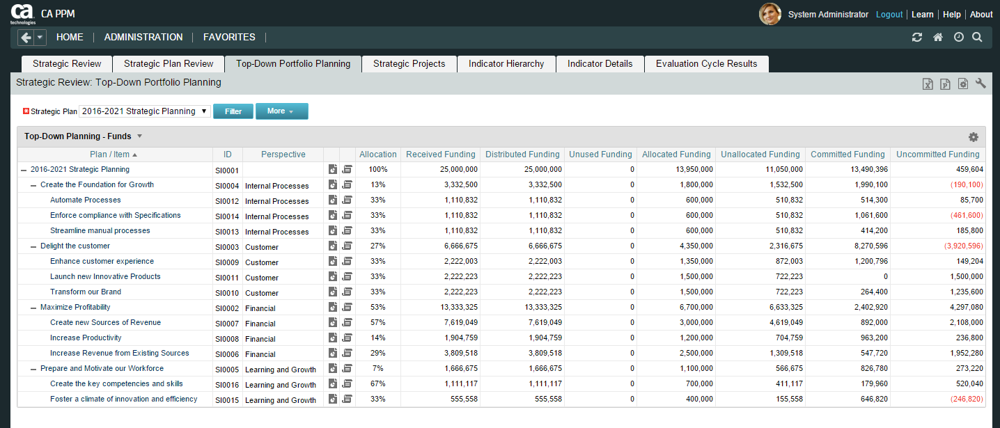 ca CA PPM System Administrator Logout Learn Help About
technologies
HOME ADMINISTRATION FAVORITES
Strategic Review Strategic Plan Review Top-Down Portfolio Planning Strategic Projects Indicator Hierarchy Indicator Details Evaluation Cycle Results
Strategic Review: Top-Down Portfolio Planning
Strategic Plan 2016-2021 Strategic Planning Filter More
Top-Down Planning - Funds
Plan / Item ID Perspective Allocation Received Funding Distributed Funding Unused Funding Allocated Funding Unallocated Funding Committed Funding Uncommitted Funding
2016-2021 Strategic Planning SI0001 100% 25,000,000 25,000,000 0 13,950,000 11,050,000 13,490,396 459,604
Create the Foundation for Growth SI0004 Internal Processes 13% 3,332,500 3,332,500 0 1,800,000 1,532,500 1,990,100 (190,100)
Automate Processes SI0012 Internal Processes 33% 1,110,832 1,110,832 0 600,000 510,832 514,300 85,700
Enforce compliance with Specifications SI0014 Internal Processes 33% 1,110,832 1,110,832 0 600,000 510,832 1,061,600 (461,600)
Streamline manual processes SI0013 Internal Processes 33% 1,110,832 1,110,832 0 600,000 510,832 414,200 185,800
Delight the customer SI0003 Customer 27% 6,666,675 6,666,675 0 4,350,000 2,316,675 8,270,596 (3,920,596)
Enhance customer experience SI0009 Customer 33% 2,222,003 2,222,003 0 1,350,000 872,003 1,200,796 149,204
Launch new Innovative Products SI0011 Customer 33% 2,222,223 2,222,223 0 1,500,000 722,223 0 1,500,000
Transform our Brand SI0010 Customer 33% 2,222,223 2,222,223 0 1,500,000 722,223 264,400 1,235,600
Maximize Profitability SI0002 Financial 53% 13,333,325 13,333,325 0 6,700,000 6,633,325 2,402,920 4,297,080
Create new Sources of Revenue SI0007 Financial 57% 7,619,049 7,619,049 0 3,000,000 4,619,049 892,000 2,108,000
Increase Productivity SI0008 Financial 14% 1,904,759 1,904,759 0 1,200,000 704,759 963,200 236,800
Increase Revenue from Existing Sources SI0006 Financial 29% 3,809,518 3,809,518 0 2,500,000 1,309,518 547,720 1,952,280
Prepare and Motivate our Workforce SI0005 Learning and Growth 7% 1,666,675 1,666,675 0 1,100,000 566,675 826,780 273,220
Create the key competencies and skills SI0016 Learning and Growth 67% 1,111,117 1,111,117 0 700,000 411,117 179,960 520,040
Foster a climate of innovation and efficiency SI0015 Learning and Growth 33% 555,558 555,558 0 400,000 155,558 646,820 (246,820)